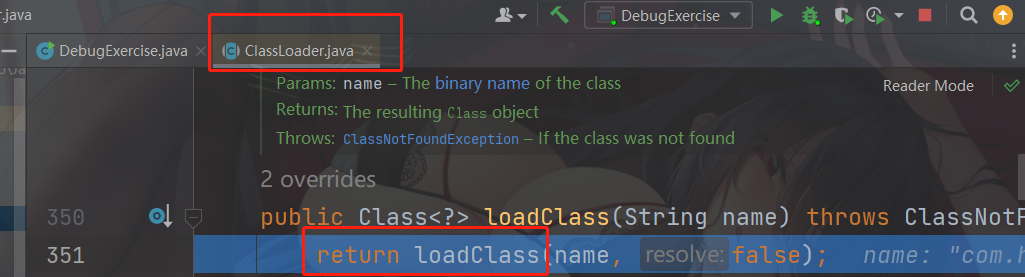 r.java
DebugExercise
DebugExercise.java
ClassLoader.java
Params: name – The binary name of the class
Reader Mode
Returns: The resulting Class object
Throws: ClassNotFoundException – If the class was not found
2 overrides
350 public Class<?> loadClass(String name) throws ClassNotF
351 return loadClass(name, resolve: false); name: "com.h